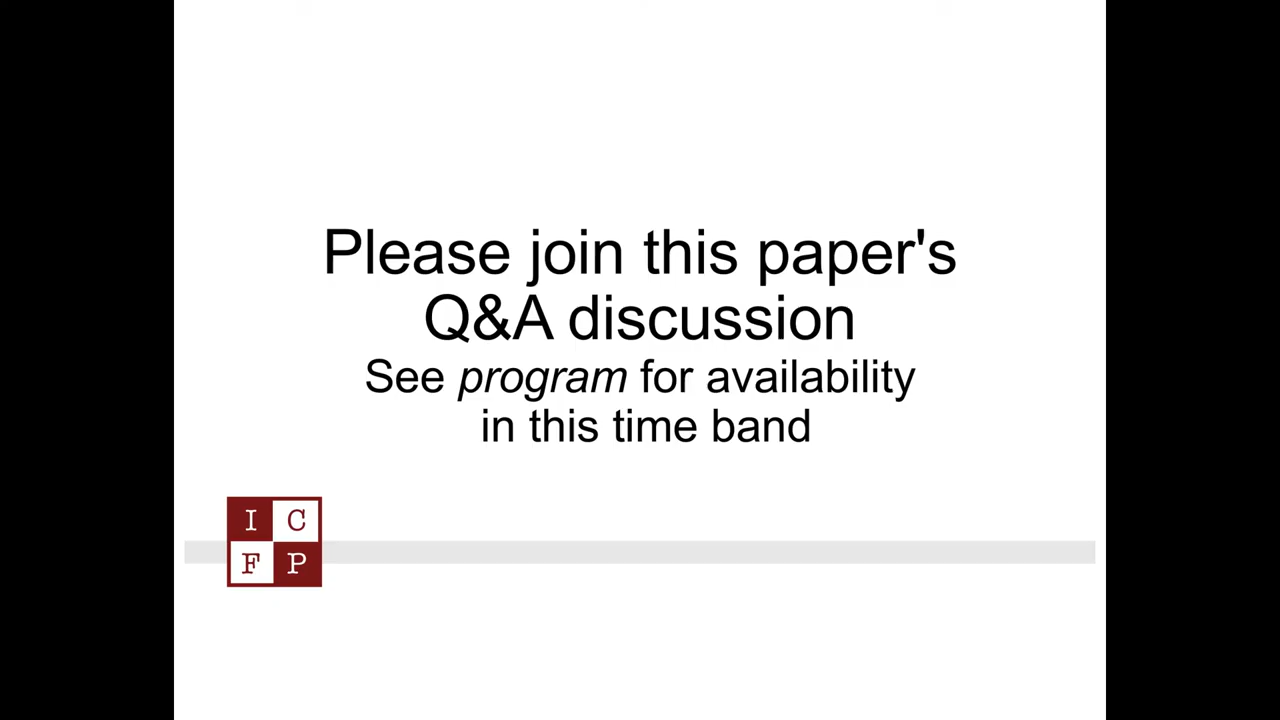 Please join this paper's
Q&A discussion
See program for availability
in this time band
I C
F P